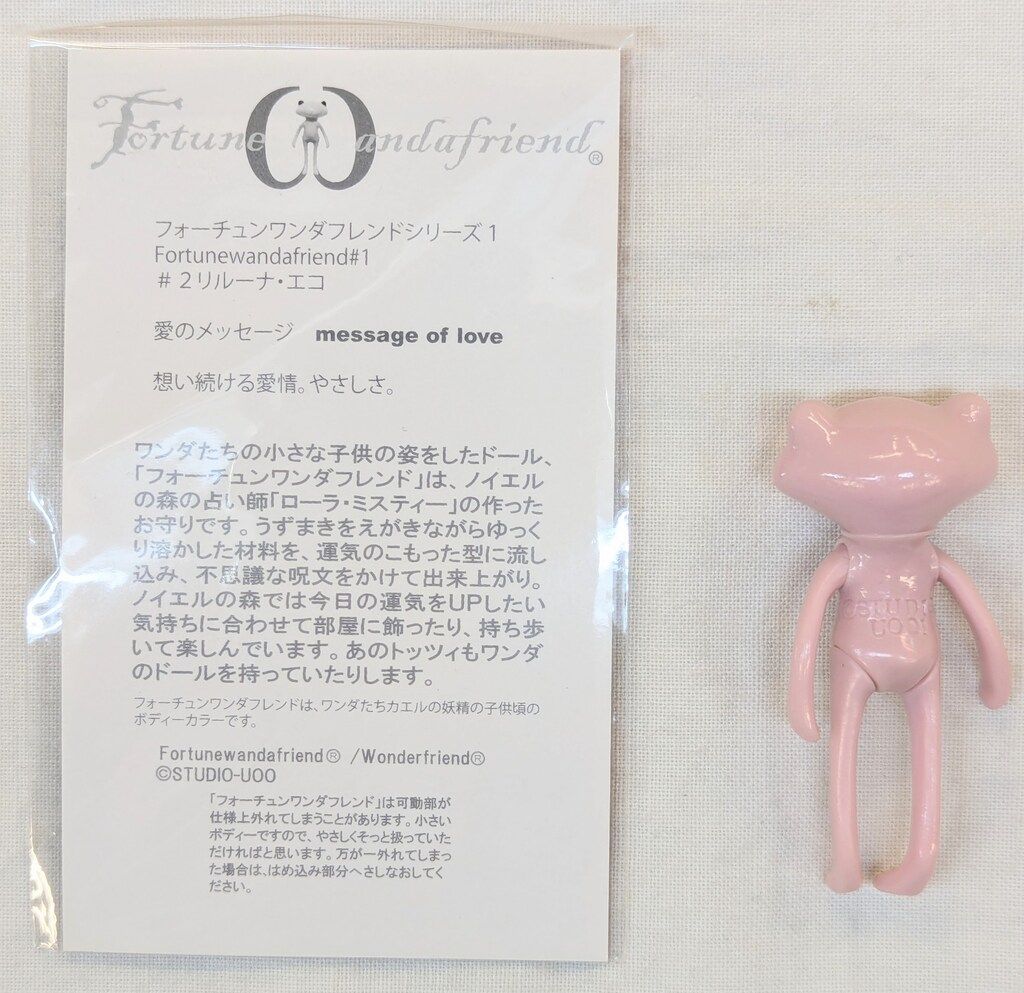 Fortune Wandafriend®
フォーチュンワンダフレンドシリーズ1
Fortunewandafriend#1
#2リルーナ・エコ
愛のメッセージ message of love
想い続ける愛情。やさしさ。
ワンダたちの小さな子供の姿をしたドール、
「フォーチュンワンダフレンド」は、ノイエル
の森の占い師「ローラ・ミスティー」の作った
お守りです。うずまきをえがきながらゆっく
り溶かした材料を、運気のこもった型に流し
込み、不思議な呪文をかけて出来上がり。
ノイエルの森では今日の運気をUPしたい
気持ちに合わせて部屋に飾ったり、持ち歩
いて楽しんでいます。あのトッツィもワンダ
のドールを持っていたりします。
フォーチュンワンダフレンドは、ワンダたちカエルの妖精の子供頃の
ボディーカラーです。
Fortunewandafriend® /Wonderfriend®
©STUDIO-UOO
「フォーチュンワンダフレンド」は可動部が
仕様上外れてしまうことがあります。小さい
ボディーですので、やさしくそっと扱っていた
だければと思います。万が一外れてしまっ
た場合は、はめ込み部分へさしなおしてく
ださい。